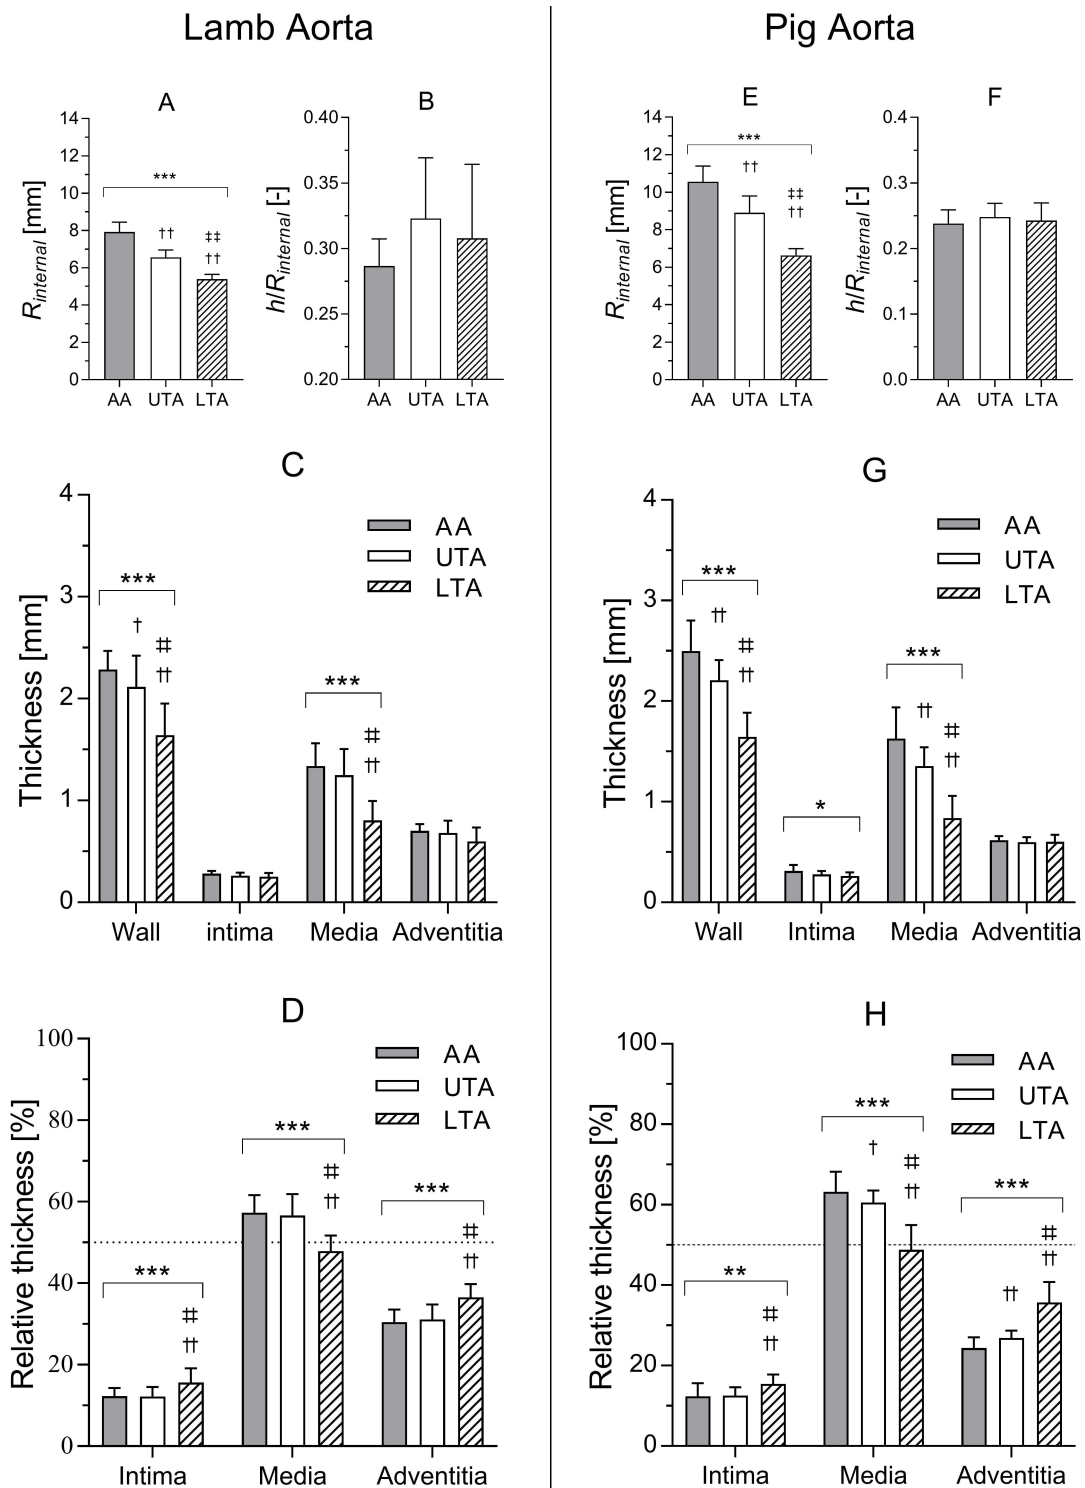 Lamb Aorta
Pig Aorta
A
R_internal [mm]
14
12
10
8
6
4
2
0
***
††
‡‡
††
AA UTA LTA
B
h/R_internal [-]
0.40
0.35
0.30
0.25
0.20
AA UTA LTA
E
R_internal [mm]
14
12
10
8
6
4
2
0
***
††
‡‡
††
AA UTA LTA
F
h/R_internal [-]
0.4
0.3
0.2
0.1
0.0
AA UTA LTA
C
Thickness [mm]
4
3
2
1
0
AA
UTA
LTA
***
†
‡‡
††
***
‡‡
††
Wall intima Media Adventitia
G
Thickness [mm]
4
3
2
1
0
AA
UTA
LTA
***
††
‡‡
††
*
***
††
‡‡
††
Wall Intima Media Adventitia
D
Relative thickness [%]
100
80
60
40
20
0
AA
UTA
LTA
***
‡‡
††
***
‡‡
††
***
‡‡
††
Intima Media Adventitia
H
Relative thickness [%]
100
80
60
40
20
0
AA
UTA
LTA
**
‡‡
††
***
†
‡‡
††
***
††
‡‡
††
Intima Media Adventitia